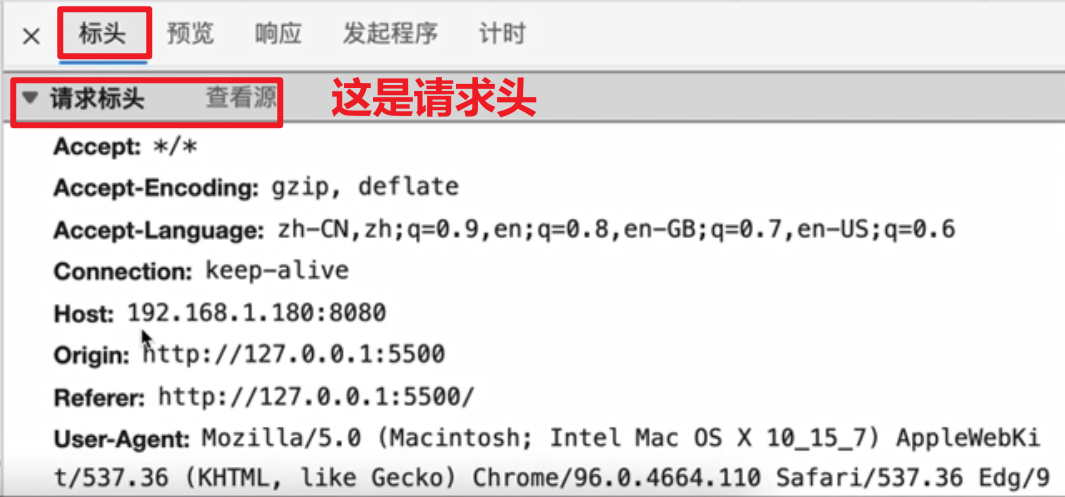 标头 预览 响应 发起程序 计时
请求标头 查看源 这是请求头
Accept: */*
Accept-Encoding: gzip, deflate
Accept-Language: zh-CN,zh;q=0.9,en;q=0.8,en-GB;q=0.7,en-US;q=0.6
Connection: keep-alive
Host: 192.168.1.180:8080
Origin: http://127.0.0.1:5500
Referer: http://127.0.0.1:5500/
User-Agent: Mozilla/5.0 (Macintosh; Intel Mac OS X 10_15_7) AppleWebKi
t/537.36 (KHTML, like Gecko) Chrome/96.0.4664.110 Safari/537.36 Edg/9